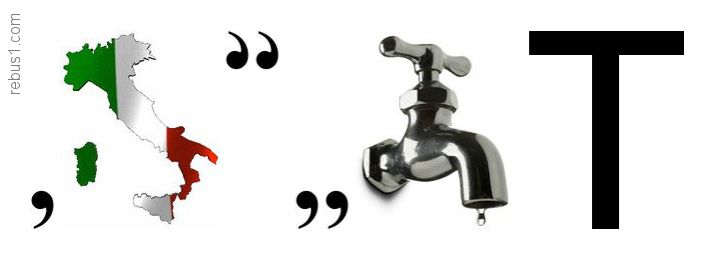 rebus1.com
, “ ,, T